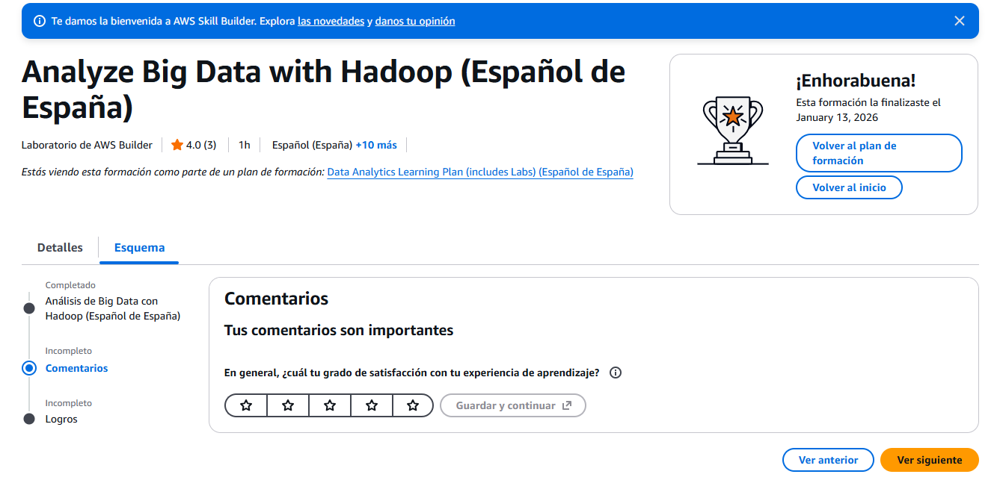 Te damos la bienvenida a AWS Skill Builder. Explora las novedades y danos tu opinión
Analyze Big Data with Hadoop (Español de
España)
Laboratorio de AWS Builder
4.0 (3)
1h
Español (España) +10 más
Estás viendo esta formación como parte de un plan de formación: Data Analytics Learning Plan (includes Labs) (Español de España)
¡Enhorabuena!
Esta formación la finalizaste el
January 13, 2026
Volver al plan de
formación
Volver al inicio
Detalles
Esquema
Completado
Análisis de Big Data con
Hadoop (Español de España)
Incompleto
Comentarios
Incompleto
Logros
Comentarios
Tus comentarios son importantes
En general, ¿cuál tu grado de satisfacción con tu experiencia de aprendizaje?
Guardar y continuar
Ver anterior
Ver siguiente